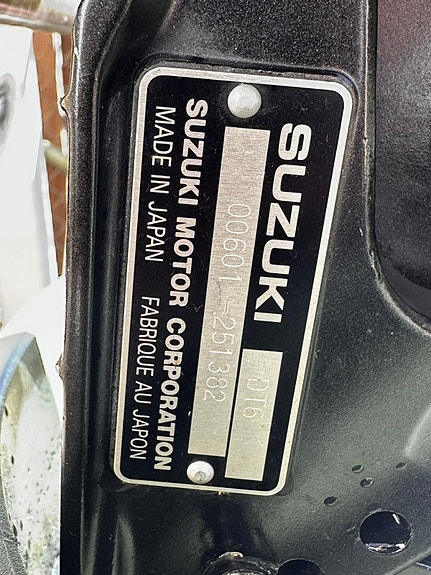 SUZUKI
DT6
00601-251382
SUZUKI MOTOR CORPORATION
MADE IN JAPAN FABRIQUE AU JAPON